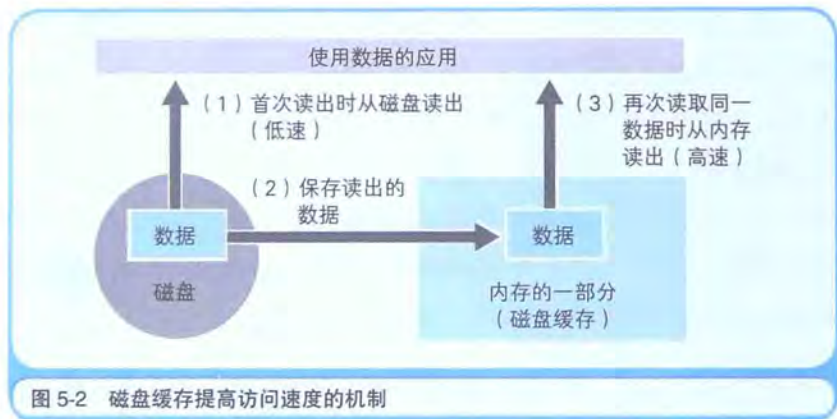 使用数据的应用
（1）首次读出时从磁盘读出
（低速）
（3）再次读取同一
数据时从内存
读出（高速）
（2）保存读出的
数据
数据
磁盘
数据
内存的一部分
（磁盘缓存）
图 5-2 磁盘缓存提高访问速度的机制